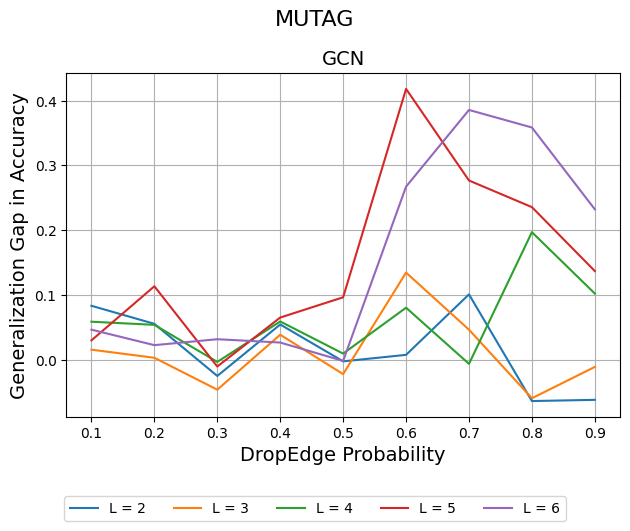 MUTAG
GCN
Generalization Gap in Accuracy
0.4
0.3
0.2
0.1
0.0
0.1 0.2 0.3 0.4 0.5 0.6 0.7 0.8 0.9
DropEdge Probability
L = 2 L = 3 L = 4 L = 5 L = 6